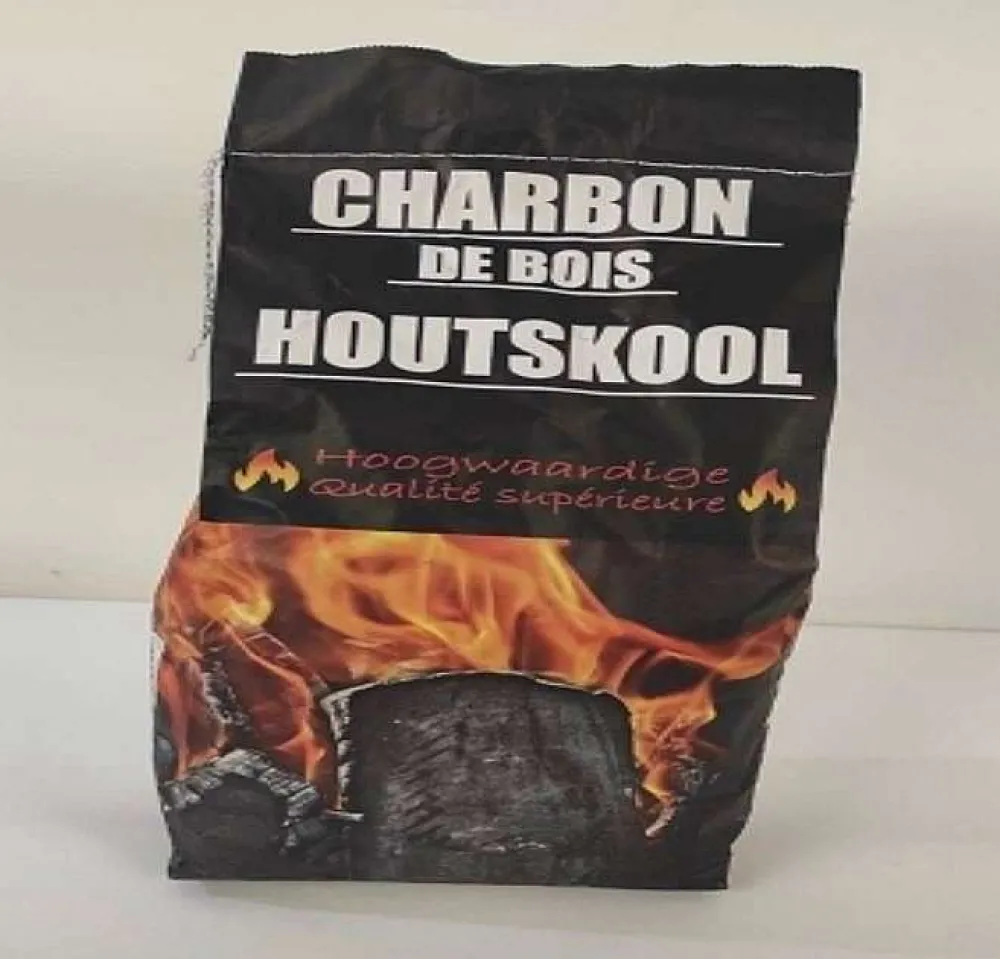 CHARBON
DE BOIS
HOUTSKOOL
Hoogwaardige
Qualité supérieure